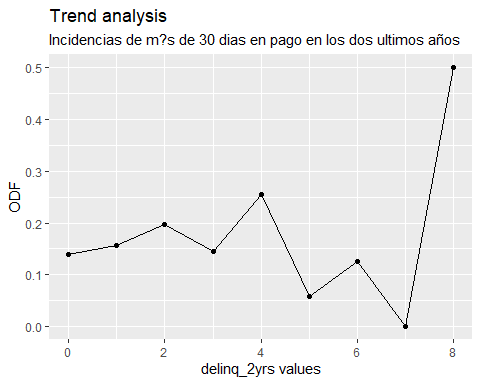 Trend analysis
Incidencias de m?s de 30 dias en pago en los dos ultimos años
0.5
0.4
0.3
0.2
0.1
0.0
ODF
0 2 4 6 8
delinq_2yrs values